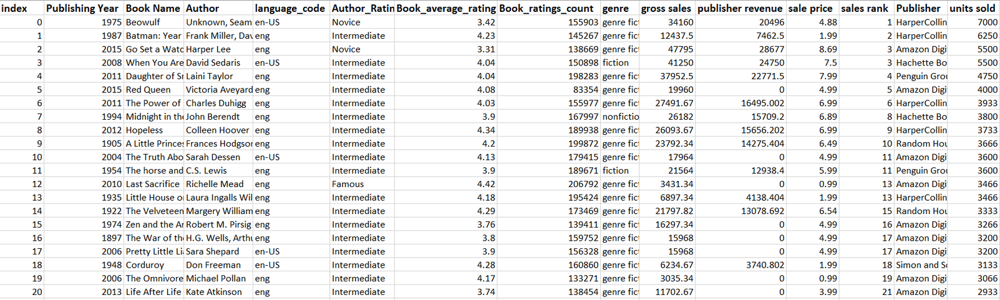 index Publishing Year Book Name Author language_code Author_Ratin Book_average_rating Book_ratings_count genre gross sales publisher revenue sale price sales rank Publisher units sold
0 1975 Beowulf Unknown, Seam en-US Novice 3.42 155903 genre fict 34160 20496 4.88 1 HarperCollin 7000
1 1987 Batman: Year Frank Miller, Dav eng Intermediate 4.23 145267 genre fict 12437.5 7462.5 1.99 2 HarperCollin 6250
2 2015 Go Set a Watc Harper Lee eng Novice 3.31 138669 genre fict 47795 28677 8.69 3 Amazon Digi 5500
3 2008 When You Are David Sedaris en-US Intermediate 4.04 150898 fiction 41250 24750 7.5 3 Hachette Bo 5500
4 2011 Daughter of Sr Laini Taylor eng Intermediate 4.04 198283 genre fict 37952.5 22771.5 7.99 4 Penguin Grou 4750
5 2015 Red Queen Victoria Aveyard eng Intermediate 4.08 83354 genre fict 19960 0 4.99 5 Amazon Digi 4000
6 2011 The Power of Charles Duhigg eng Intermediate 4.03 155977 genre fict 27491.67 16495.002 6.99 6 HarperCollin 3933
7 1994 Midnight in the John Berendt eng Intermediate 3.9 167997 nonfictio 26182 15709.2 6.89 8 Hachette Bo 3800
8 2012 Hopeless Colleen Hoover eng Intermediate 4.34 189938 genre fict 26093.67 15656.202 6.99 9 HarperCollin 3733
9 1905 A Little Princes Frances Hodgson eng Intermediate 4.2 199872 genre fict 23792.34 14275.404 6.49 10 Random Hou 3666
10 2004 The Truth Abo Sarah Dessen en-US Intermediate 4.13 179415 genre fict 17964 0 4.99 11 Amazon Digi 3600
11 1954 The horse and C.S. Lewis eng Intermediate 3.9 189671 fiction 21564 12938.4 5.99 11 Penguin Grou 3600
12 2010 Last Sacrifice Richelle Mead eng Famous 4.42 206792 genre fict 3431.34 0 0.99 13 Amazon Digi 3466
13 1935 Little House o Laura Ingalls Wil eng Intermediate 4.18 195424 genre fict 6897.34 4138.404 1.99 13 HarperCollin 3466
14 1922 The Velveteen Margery William eng Intermediate 4.29 173469 genre fict 21797.82 13078.692 6.54 15 Random Hou 3333
15 1974 Zen and the Ar Robert M. Pirsig eng Intermediate 3.76 139411 genre fict 16297.34 0 4.99 16 Amazon Digi 3266
16 1897 The War of the H.G. Wells, Arthu eng Intermediate 3.8 159752 genre fict 15968 0 4.99 17 Amazon Digi 3200
17 2006 Pretty Little Li Sara Shepard en-US Intermediate 3.9 156328 genre fict 15968 0 4.99 17 Amazon Digi 3200
18 1948 Corduroy Don Freeman en-US Intermediate 4.28 160860 genre fict 6234.67 3740.802 1.99 18 Simon and Sc 3133
19 2006 The Omnivore Michael Pollan eng Intermediate 4.17 133271 genre fict 3035.34 0 0.99 19 Amazon Digi 3066
20 2013 Life After Life Kate Atkinson eng Intermediate 3.74 138454 genre fict 11702.67 0 3.99 21 Amazon Digi 2933